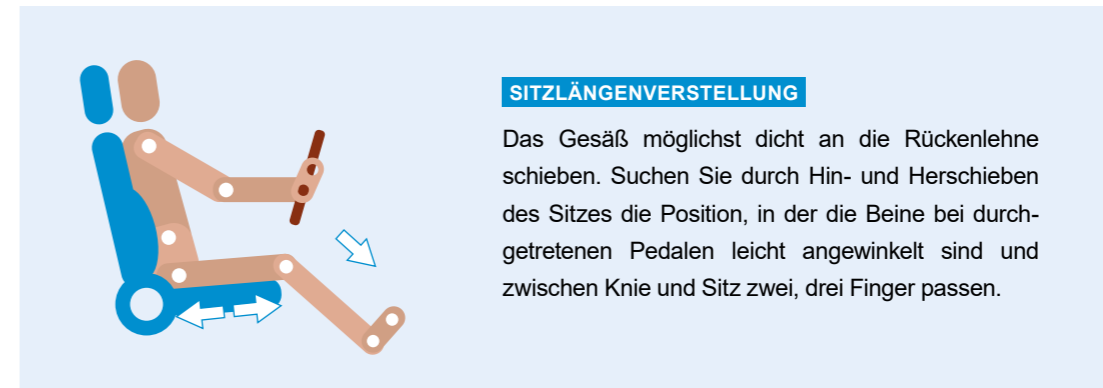 SITZLÄNGENVERSTELLUNG
Das Gesäß möglichst dicht an die Rückenlehne
schieben. Suchen Sie durch Hin- und Herschieben
des Sitzes die Position, in der die Beine bei durch-
getretenen Pedalen leicht angewinkelt sind und
zwischen Knie und Sitz zwei, drei Finger passen.